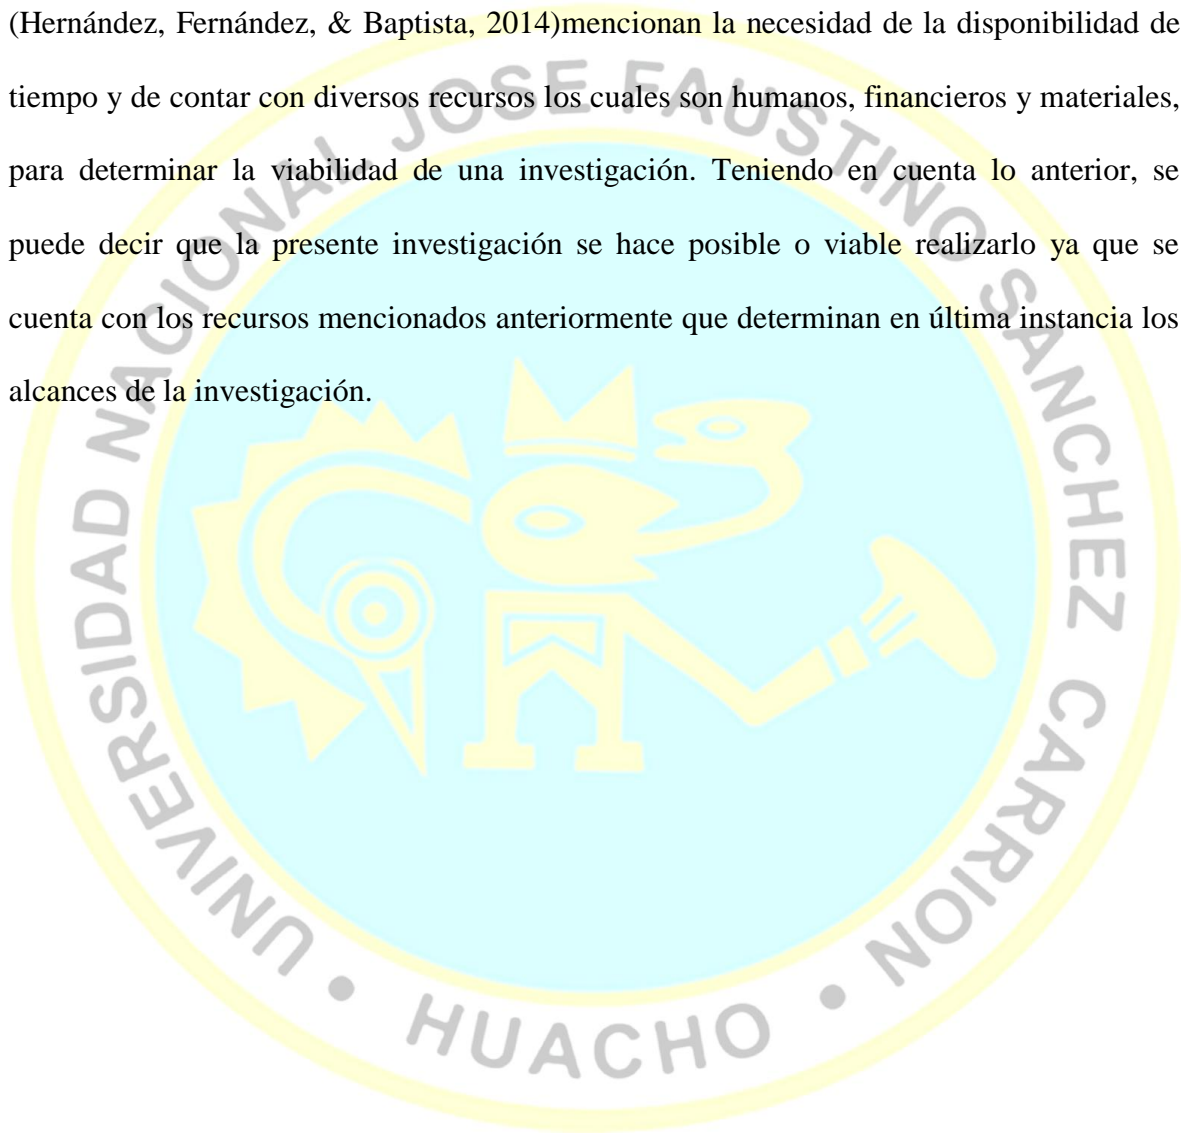 (Hernández, Fernández, & Baptista, 2014)mencionan la necesidad de la disponibilidad de
tiempo y de contar con diversos recursos los cuales son humanos, financieros y materiales,
para determinar la viabilidad de una investigación. Teniendo en cuenta lo anterior, se
puede decir que la presente investigación se hace posible o viable realizarlo ya que se
cuenta con los recursos mencionados anteriormente que determinan en última instancia los
alcances de la investigación.
UNIVERSIDAD NACIONAL JOSE FAUSTINO SANCHEZ CARRION • HUACHO •